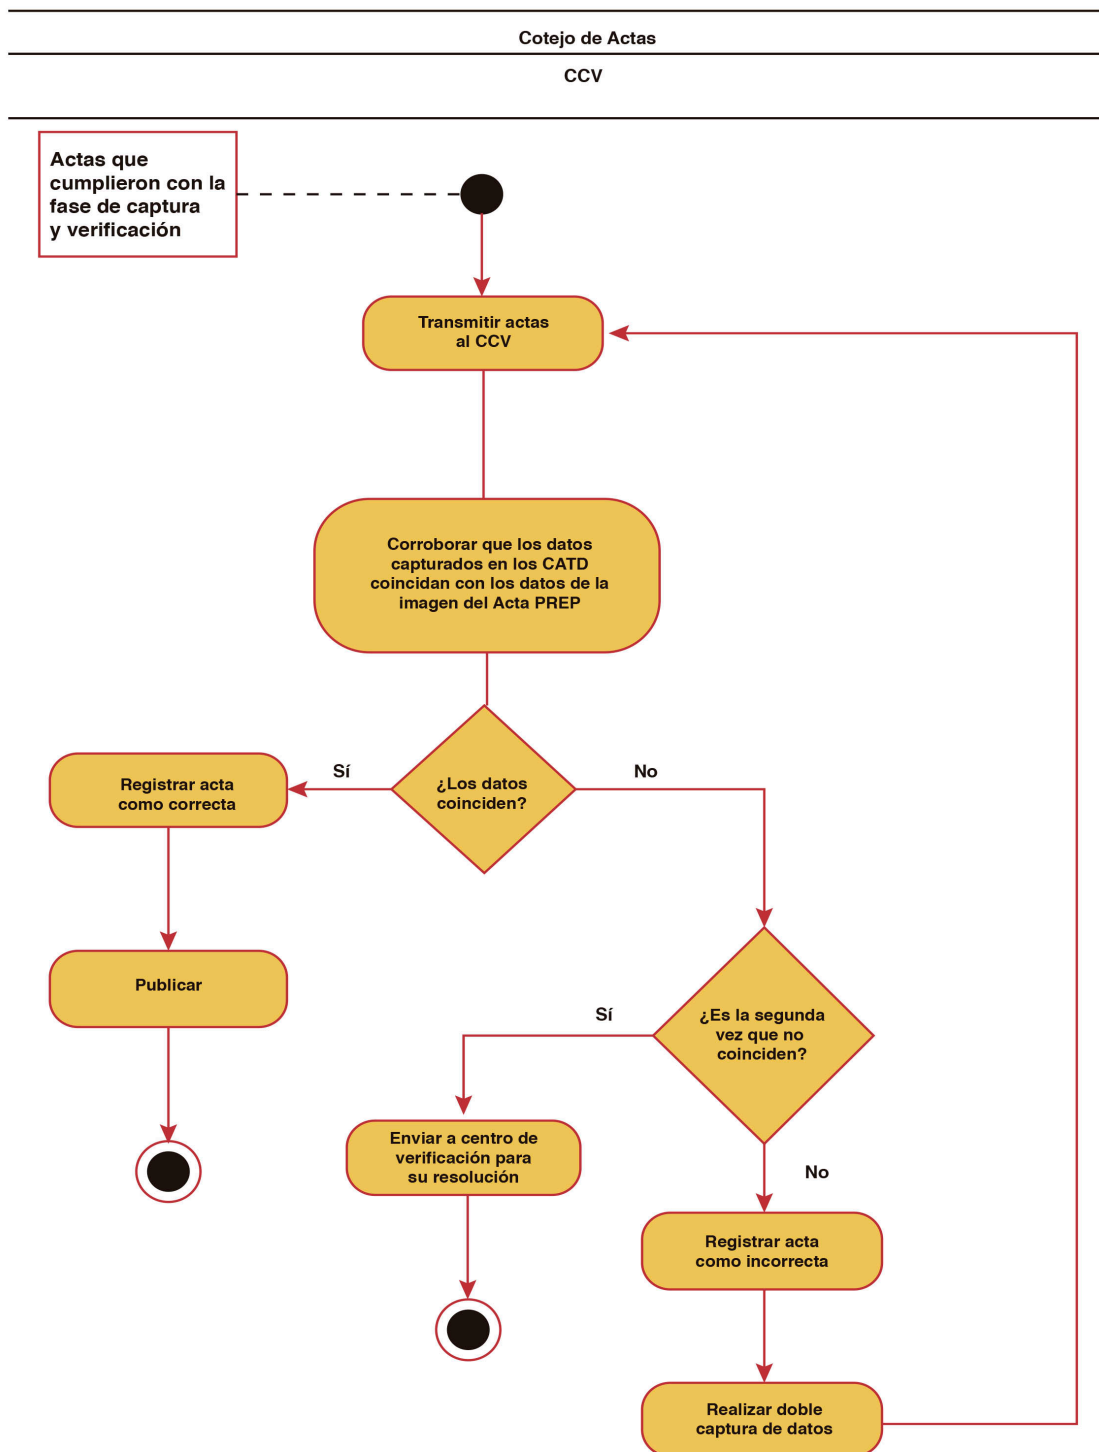 Cotejo de Actas
CCV
Actas que
cumplieron con la
fase de captura
y verificación
Transmitir actas
al CCV
Corroborar que los datos
capturados en los CATD
coincidan con los datos de la
imagen del Acta PREP
¿Los datos
coinciden?
Sí
No
Registrar acta
como correcta
Publicar
¿Es la segunda
vez que no
coinciden?
Sí
No
Enviar a centro de
verificación para
su resolución
Registrar acta
como incorrecta
Realizar doble
captura de datos